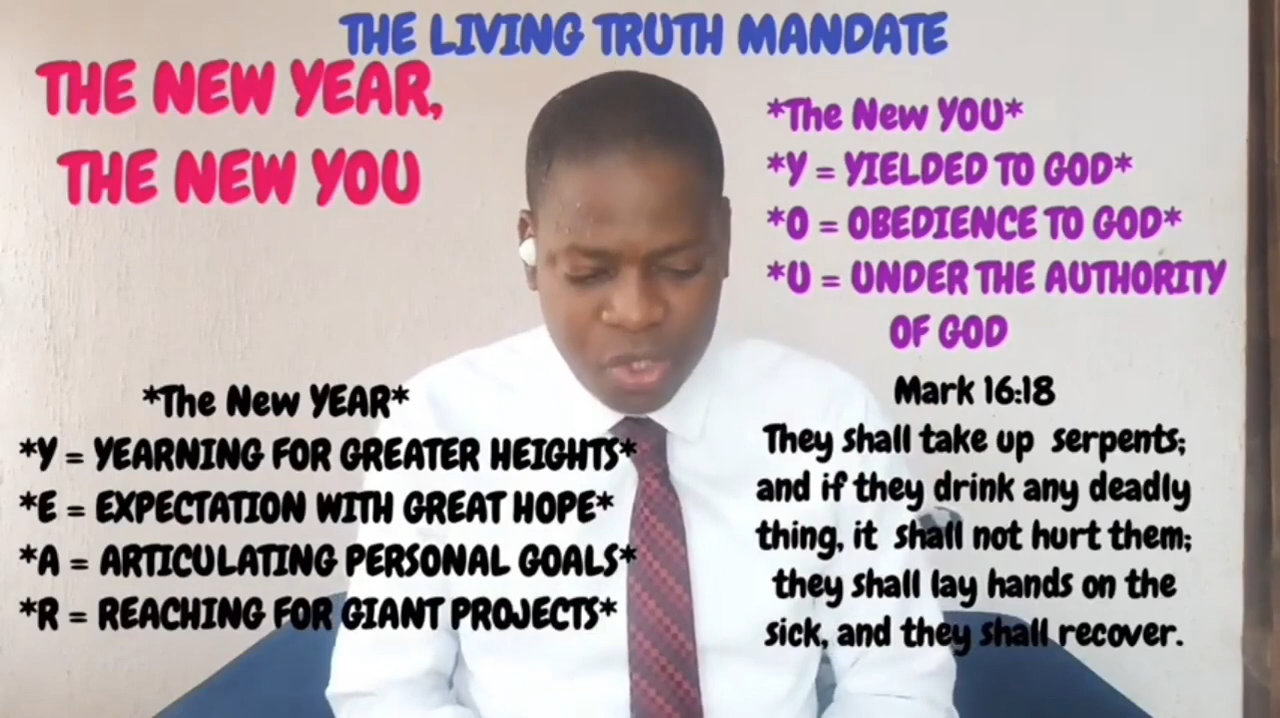 THE LIVING TRUTH MANDATE
THE NEW YEAR,
THE NEW YOU
*The New YOU*
*Y = YIELDED TO GOD*
*O = OBEDIENCE TO GOD*
*U = UNDER THE AUTHORITY
OF GOD
*The New YEAR*
*Y = YEARNING FOR GREATER HEIGHTS*
*E = EXPECTATION WITH GREAT HOPE*
*A = ARTICULATING PERSONAL GOALS*
*R = REACHING FOR GIANT PROJECTS*
Mark 16:18
They shall take up serpents;
and if they drink any deadly
thing, it shall not hurt them;
they shall lay hands on the
sick, and they shall recover.